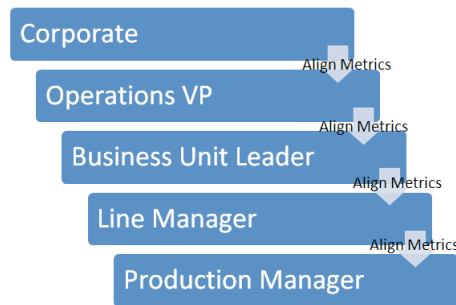 Corporate
Align Metrics
Operations VP
Align Metrics
Business Unit Leader
Align Metrics
Line Manager
Align Metrics
Production Manager